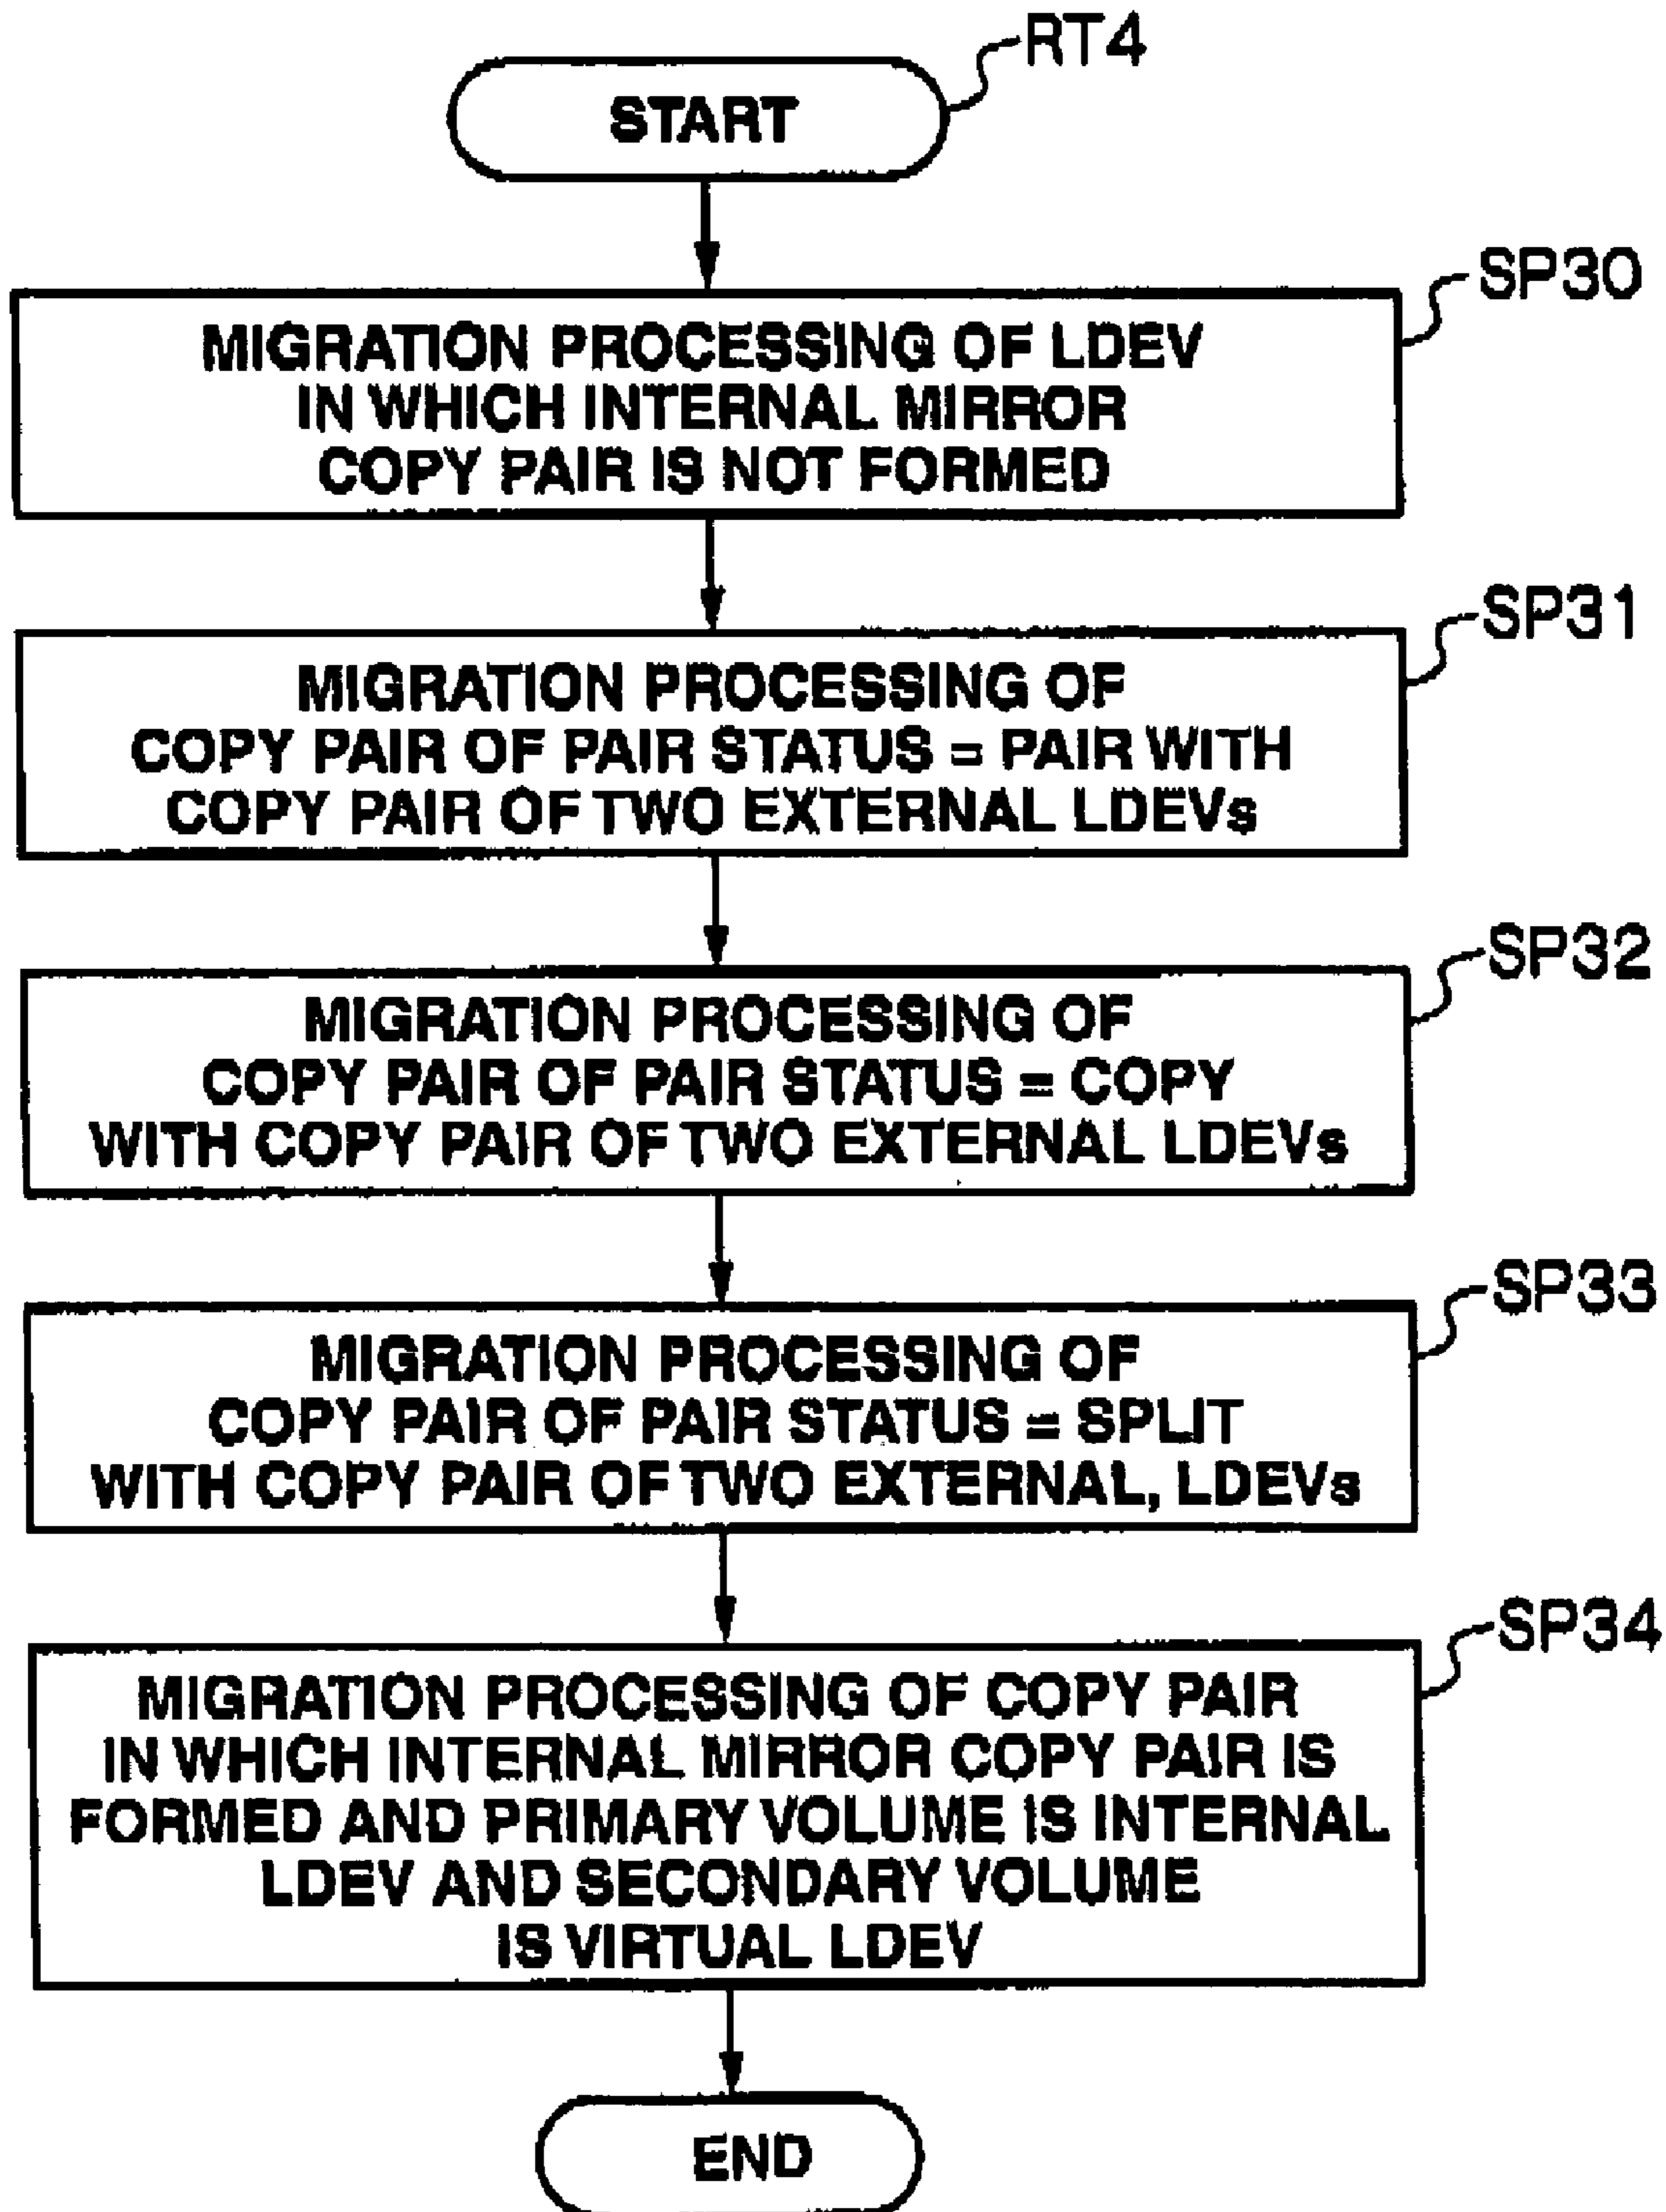 RT4
START
SP30
MIGRATION PROCESSING OF LDEV
IN WHICH INTERNAL MIRROR
COPY PAIR IS NOT FORMED
SP31
MIGRATION PROCESSING OF
COPY PAIR OF PAIR STATUS = PAIR WITH
COPY PAIR OF TWO EXTERNAL LDEVs
SP32
MIGRATION PROCESSING OF
COPY PAIR OF PAIR STATUS = COPY
WITH COPY PAIR OF TWO EXTERNAL LDEVs
SP33
MIGRATION PROCESSING OF
COPY PAIR OF PAIR STATUS = SPLIT
WITH COPY PAIR OF TWO EXTERNAL, LDEVs
SP34
MIGRATION PROCESSING OF COPY PAIR
IN WHICH INTERNAL MIRROR COPY PAIR IS
FORMED AND PRIMARY VOLUME IS INTERNAL
LDEV AND SECONDARY VOLUME
IS VIRTUAL LDEV
END